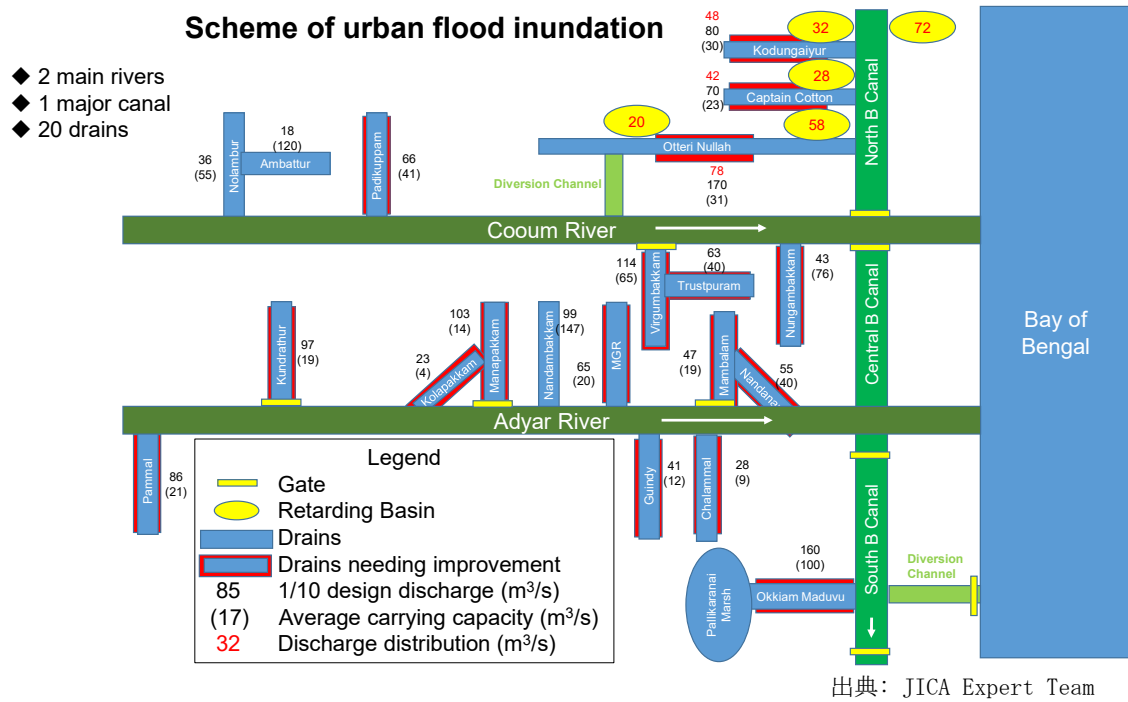 Scheme of urban flood inundation
◆ 2 main rivers
◆ 1 major canal
◆ 20 drains
48
80
(30)
Kodungaiyur
32
72
42
70
(23)
Captain Cotton
28
20
58
Otteri Nullah
78
170
(31)
North B Canal
Diversion Channel
36
(55)
Nolambur
18
(120)
Ambattur
Padikuppam
66
(41)
Cooum River
114
(65)
Virgumbakkam
63
(40)
Trustpuram
Nungambakkam
43
(76)
Central B Canal
Bay of
Bengal
Kundrathur
97
(19)
23
(4)
Kolapakkam
103
(14)
Manapakkam
Nandambakkam
99
(147)
65
(20)
MGR
47
(19)
Mambalam
55
(40)
Adyar River
Pammal
86
(21)
Guindy
41
(12)
Chalammal
28
(9)
South B Canal
Pallikaranai
Marsh
160
(100)
Okkiam Maduvu
Diversion
Channel
Legend
Gate
Retarding Basin
Drains
Drains needing improvement
85 1/10 design discharge (m³/s)
(17) Average carrying capacity (m³/s)
32 Discharge distribution (m³/s)
出典: JICA Expert Team